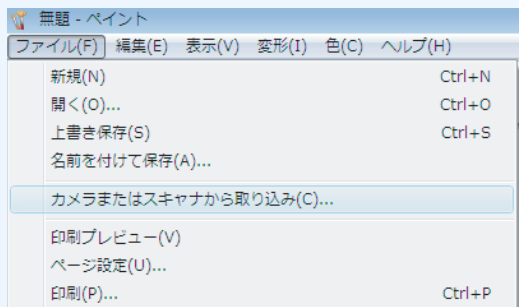 無題 - ペイント
ファイル(F) 編集(E) 表示(V) 変形(I) 色(C) ヘルプ(H)
新規(N) Ctrl+N
開く(O)... Ctrl+O
上書き保存(S) Ctrl+S
名前を付けて保存(A)...
カメラまたはスキャナから取り込み(C)...
印刷プレビュー(V)
ページ設定(U)...
印刷(P)... Ctrl+P